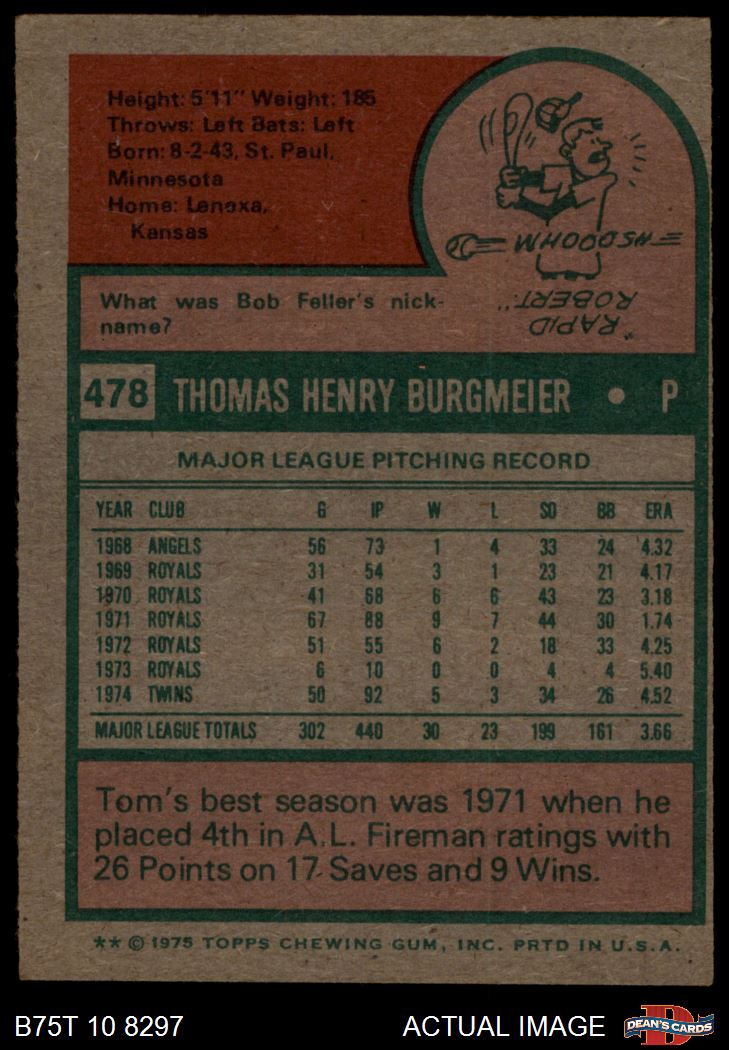 Height: 5'11" Weight: 185
Throws: Left Bats: Left
Born: 8-2-43, St. Paul,
Minnesota
Home: Lenexa,
Kansas
WHOOOSH
"RAPID
ROBERT."
What was Bob Feller's nick-
name?
478 THOMAS HENRY BURGMEIER • P
MAJOR LEAGUE PITCHING RECORD
YEAR CLUB G IP W L SO BB ERA
1968 ANGELS 56 73 1 4 33 24 4.32
1969 ROYALS 31 54 3 1 23 21 4.17
1970 ROYALS 41 68 6 6 43 23 3.18
1971 ROYALS 67 88 9 7 44 30 1.74
1972 ROYALS 51 55 6 2 18 33 4.25
1973 ROYALS 6 10 0 0 4 4 5.40
1974 TWINS 50 92 5 3 34 26 4.52
MAJOR LEAGUE TOTALS 302 440 30 23 199 161 3.66
Tom's best season was 1971 when he
placed 4th in A.L. Fireman ratings with
26 Points on 17 Saves and 9 Wins.
** © 1975 TOPPS CHEWING GUM, INC. PRTD IN U.S.A.
B75T 10 8297 ACTUAL IMAGE DEAN'S CARDS